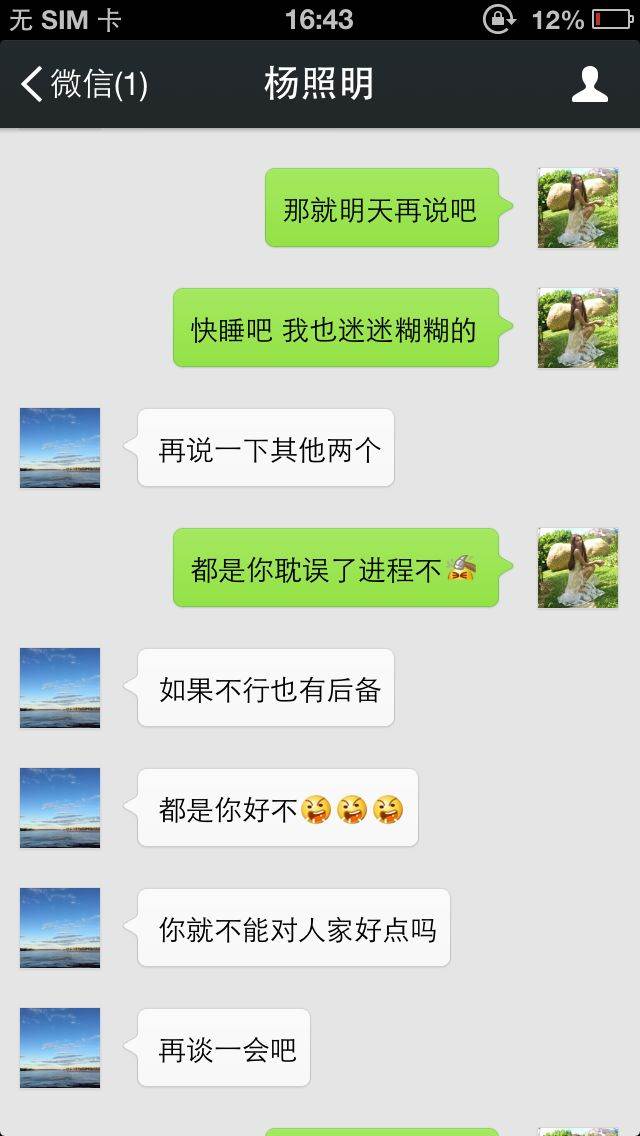 无 SIM 卡 16:43 12%
微信(1) 杨照明
那就明天再说吧
快睡吧 我也迷迷糊糊的
再说一下其他两个
都是你耽误了进程不
如果不行也有后备
都是你好不
你就不能对人家好点吗
再谈一会吧